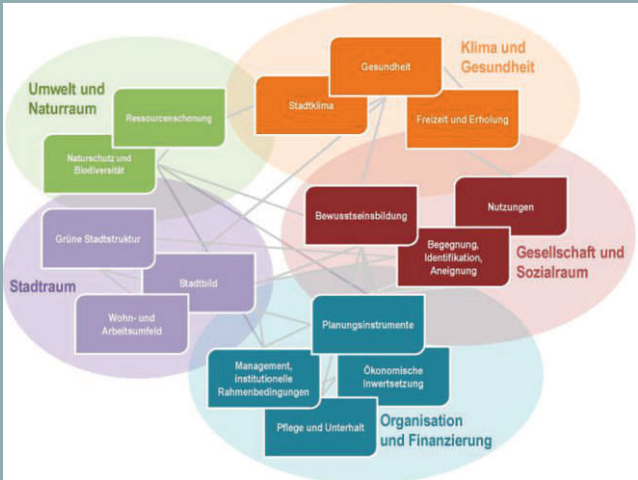 Klima und
Gesundheit
Gesundheit
Umwelt und
Naturraum
Stadtklima
Ressourcenschonung
Freizeit und Erholung
Naturschutz und
Biodiversität
Bewusstseinsbildung
Nutzungen
Grüne Stadtstruktur
Begegnung,
Identifikation,
Aneignung
Gesellschaft und
Sozialraum
Stadtraum
Stadtbild
Wohn- und
Arbeitsumfeld
Planungsinstrumente
Management,
institutionelle
Rahmenbedingungen
Ökonomische
Inwertsetzung
Pflege und Unterhalt
Organisation
und Finanzierung